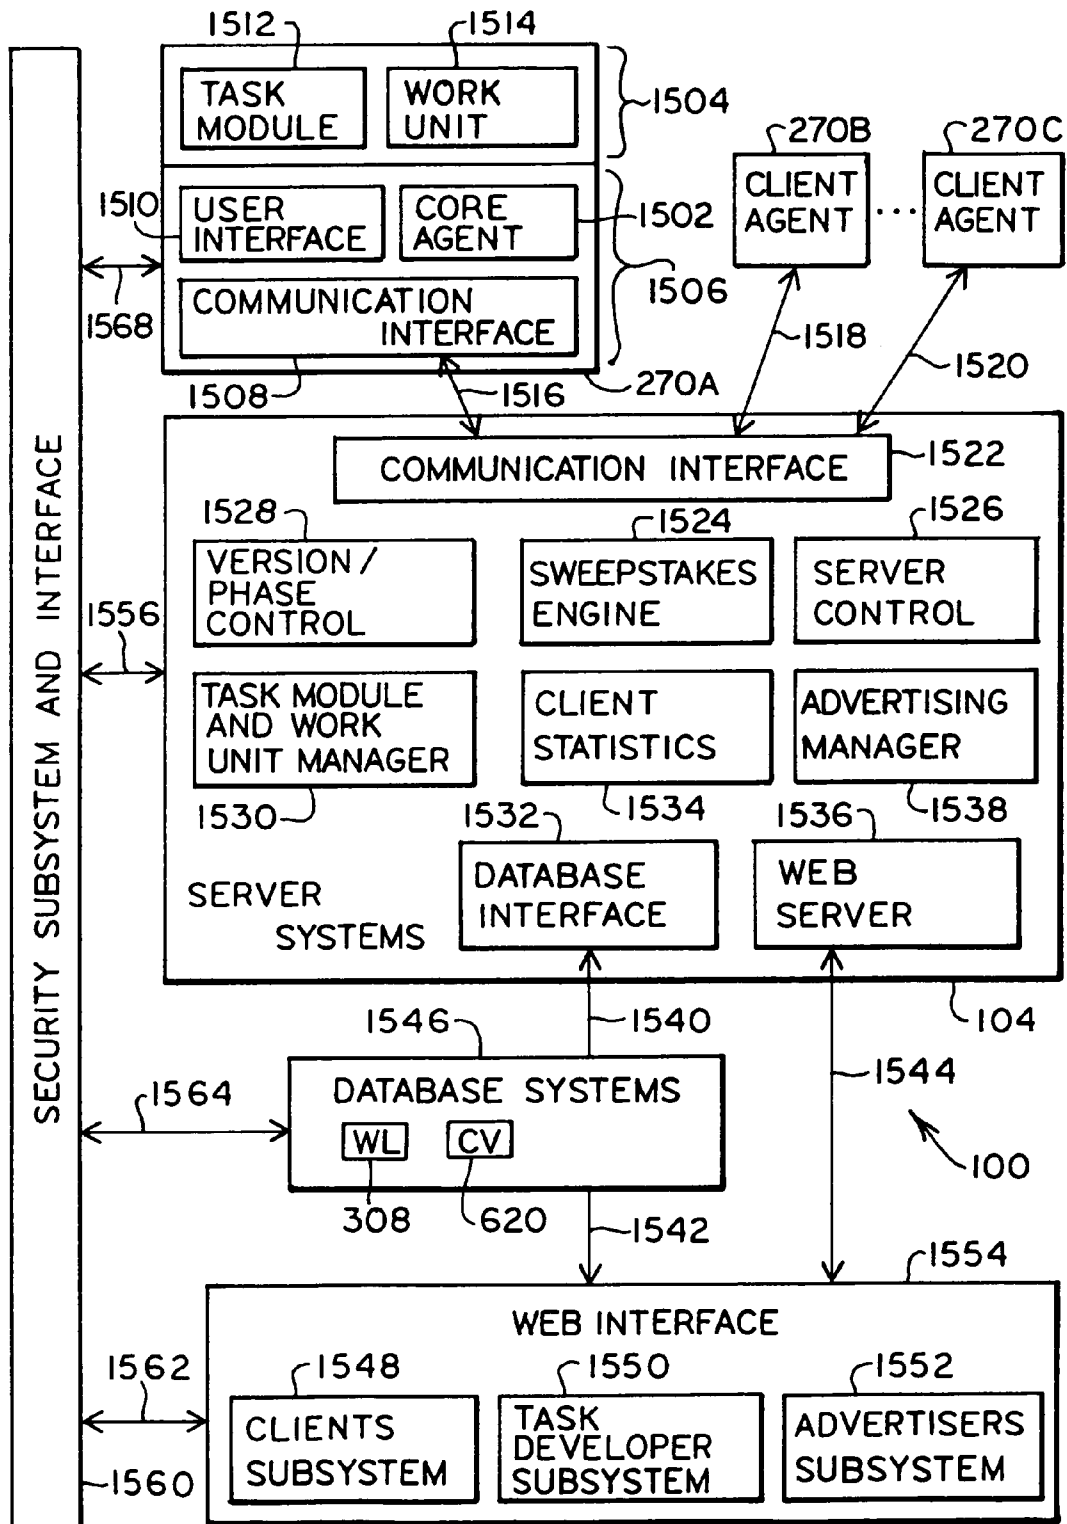 1512
1514
TASK
MODULE
WORK
UNIT
1504
270B
270C
CLIENT
AGENT
...
CLIENT
AGENT
1510
USER
INTERFACE
CORE
AGENT
1502
1506
1568
COMMUNICATION
INTERFACE
1508
1516
270A
1518
1520
SECURITY SUBSYSTEM AND INTERFACE
COMMUNICATION INTERFACE
1522
1528
1524
1526
VERSION/
PHASE
CONTROL
SWEEPSTAKES
ENGINE
SERVER
CONTROL
1556
TASK MODULE
AND WORK
UNIT MANAGER
CLIENT
STATISTICS
ADVERTISING
MANAGER
1530
1534
1538
1532
1536
SERVER
SYSTEMS
DATABASE
INTERFACE
WEB
SERVER
104
1546
1540
1544
1564
DATABASE SYSTEMS
WL
CV
308
620
100
1542
1554
WEB INTERFACE
1562
1548
1550
1552
CLIENTS
SUBSYSTEM
TASK
DEVELOPER
SUBSYSTEM
ADVERTISERS
SUBSYSTEM
1560